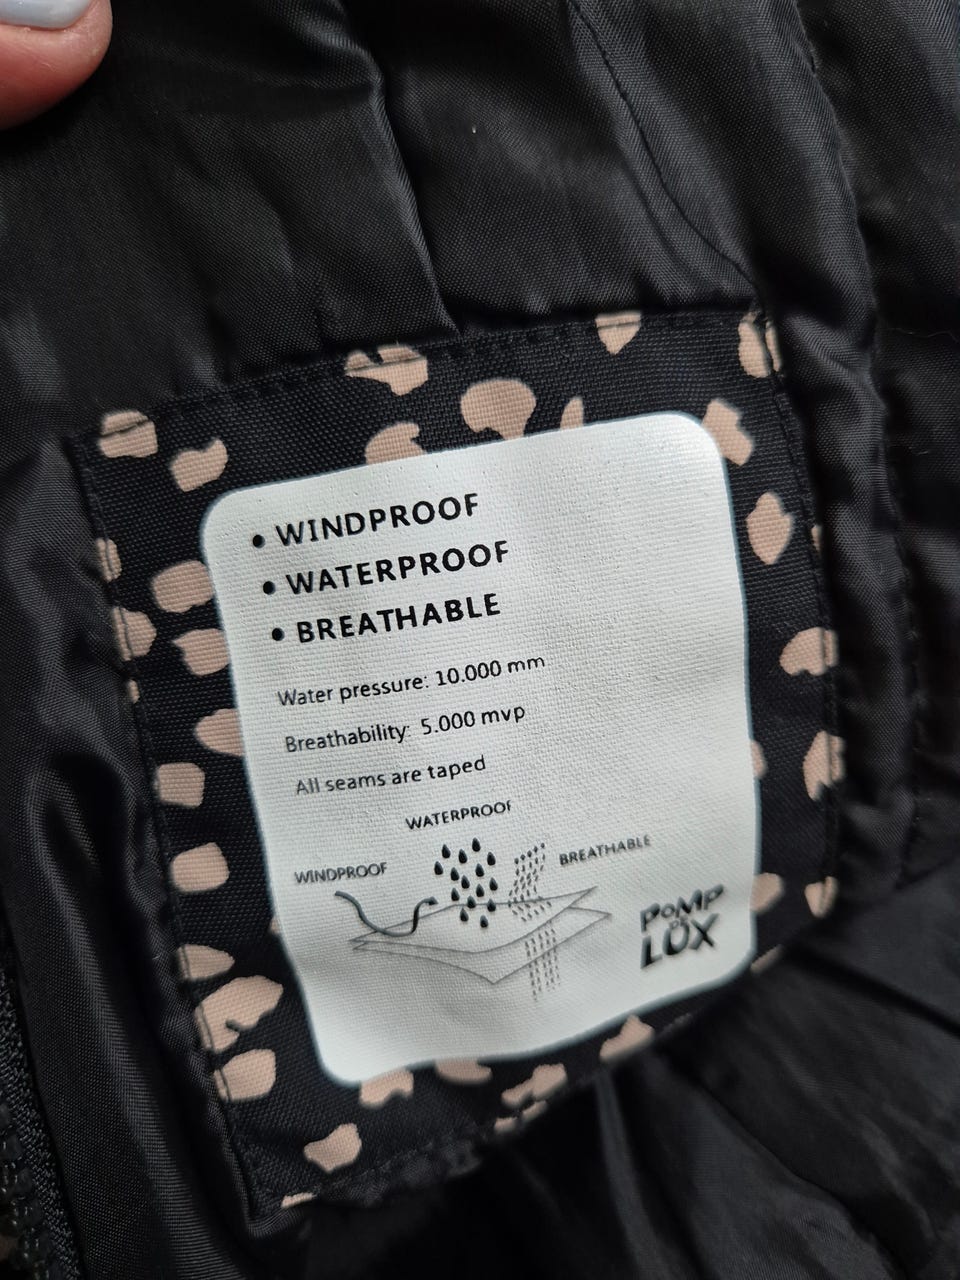 • WINDPROOF
• WATERPROOF
• BREATHABLE
Water pressure: 10.000 mm
Breathability: 5.000 mvp
All seams are taped
WATERPROOF
WINDPROOF
BREATHABLE
POMP
de
LUX